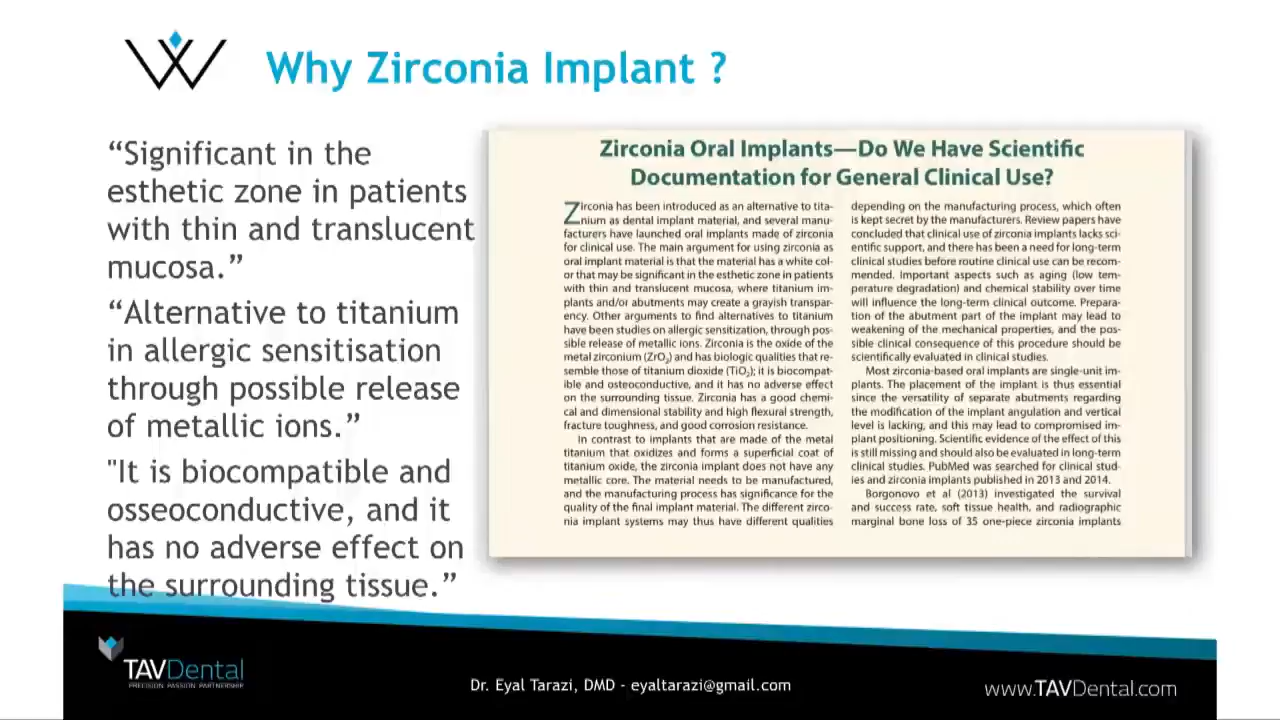 Why Zirconia Implant ?
“Significant in the
esthetic zone in patients
with thin and translucent
mucosa.”
“Alternative to titanium
in allergic sensitisation
through possible release
of metallic ions.”
"It is biocompatible and
osseoconductive, and it
has no adverse effect on
the surrounding tissue.”
Zirconia Oral Implants—Do We Have Scientific
Documentation for General Clinical Use?
Zirconia has been introduced as an alternative to tita-
nium as dental implant material, and several manu-
facturers have launched oral implants made of zirconia
for clinical use. The main argument for using zirconia as
oral implant material is that the material has a white col-
or that may be significant in the esthetic zone in patients
with thin and translucent mucosa, where titanium im-
plants and/or abutments may create a grayish transpar-
ency. Other arguments to find alternatives to titanium
have been studies on allergic sensitization, through pos-
sible release of metallic ions. Zirconia is the oxide of the
metal zirconium (ZrO₂) and has biologic qualities that re-
semble those of titanium dioxide (TiO₂); it is biocompat-
ible and osteoconductive, and it has no adverse effect
on the surrounding tissue. Zirconia has a good chemi-
cal and dimensional stability and high flexural strength,
fracture toughness, and good corrosion resistance.
In contrast to implants that are made of the metal
titanium that oxidizes and forms a superficial coat of
titanium oxide, the zirconia implant does not have any
metallic core. The material needs to be manufactured,
and the manufacturing process has significance for the
quality of the final implant material. The different zirco-
nia implant systems may thus have different qualities
depending on the manufacturing process, which often
is kept secret by the manufacturers. Review papers have
concluded that clinical use of zirconia implants lacks sci-
entific support, and there has been a need for long-term
clinical studies before routine clinical use can be recom-
mended. Important aspects such as aging (low tem-
perature degradation) and chemical stability over time
will influence the long-term clinical outcome. Prepara-
tion of the abutment part of the implant may lead to
weakening of the mechanical properties, and the pos-
sible clinical consequence of this procedure should be
scientifically evaluated in clinical studies.
Most zirconia-based oral implants are single-unit im-
plants. The placement of the implant is thus essential
since the versatility of separate abutments regarding
the modification of the implant angulation and vertical
level is lacking, and this may lead to compromised im-
plant positioning. Scientific evidence of the effect of this
is still missing and should also be evaluated in long-term
clinical studies. PubMed was searched for clinical stud-
ies and zirconia implants published in 2013 and 2014.
Borgonovo et al (2013) investigated the survival
and success rate, soft tissue health, and radiographic
marginal bone loss of 35 one-piece zirconia implants
TAVDental
PRECISION. PASSION. PARTNERSHIP
Dr. Eyal Tarazi, DMD - eyaltarazi@gmail.com
www.TAVDental.com